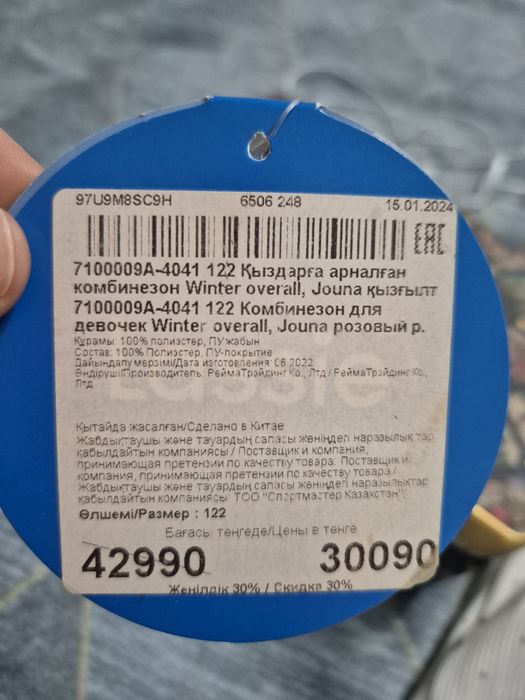 97U9M8SC9H 6506 248 15.01.2024
EAC
7100009A-4041 122 Қыздарға арналған
комбинезон Winter overall, Jouna қызғылт
7100009A-4041 122 Комбинезон для
девочек Winter overall, Jouna розовый р.
Құрамы: 100% полиэстер, ПУ жабын
Состав: 100% Полиэстер, ПУ-покрытие
Дайындалу мерзімі/Дата изготовления: 06.2022
Өндіруші/Производитель: РеймаТрэйдинг Ко., Лтд / РеймаТрэйдинг Ко.,
Лтд
Lassie
Қытайда жасалған/Сделано в Китае
Жабдықтаушы және тауардың сапасы жөніндегі наразылықтар
қабылдайтын компаниясы / Поставщик и компания,
принимающая претензии по качеству товара: Поставщик и
компания, принимающая претензии по качеству товара /
Жабдықтаушы және тауардың сапасы жөніндегі наразылықтар
қабылдайтын компаниясы: ТОО "Спортмастер Казахстан"
Өлшемі/Размер : 122
Бағасы теңгеде/Цены в тенге
42990 30090
Жеңілдік 30% / Скидка 30%